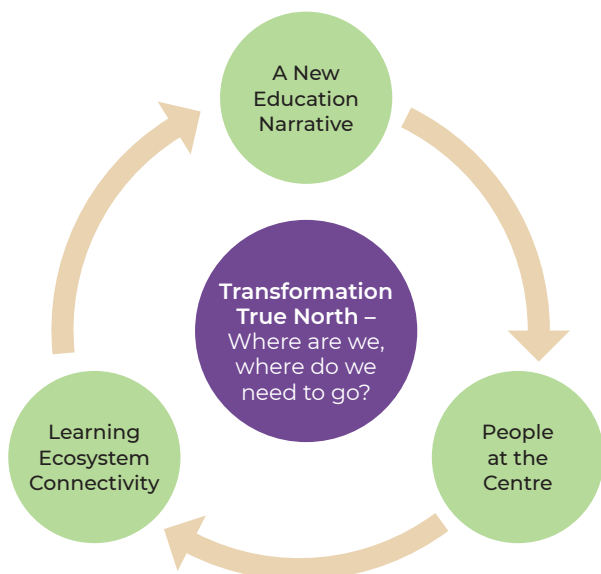 A New
Education
Narrative
Transformation
True North –
Where are we,
where do we
need to go?
Learning
Ecosystem
Connectivity
People
at the
Centre